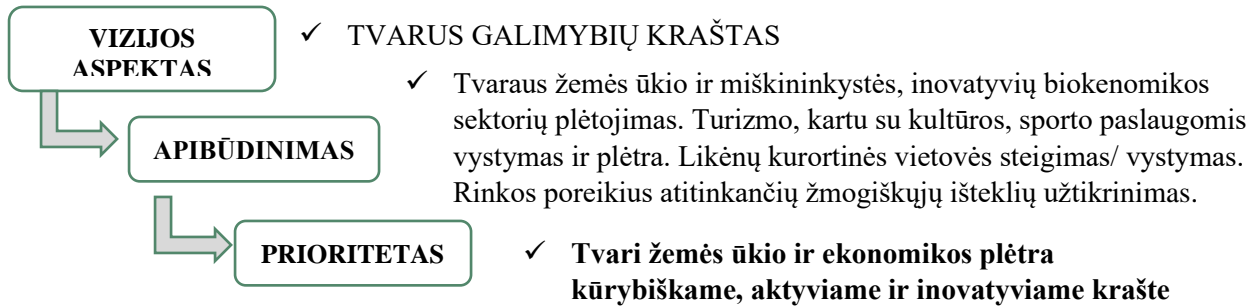 VIZIJOS
ASPEKTAS
✓ TVARUS GALIMYBIŲ KRAŠTAS
✓ Tvaraus žemės ūkio ir miškininkystės, inovatyvių biokenomikos
sektorių plėtojimas. Turizmo, kartu su kultūros, sporto paslaugomis
vystymas ir plėtra. Likėnų kurortinės vietovės steigimas/ vystymas.
Rinkos poreikius atitinkančių žmogiškųjų išteklių užtikrinimas.
APIBŪDINIMAS
PRIORITETAS
✓ Tvari žemės ūkio ir ekonomikos plėtra
kūrybiškame, aktyviame ir inovatyviame krašte